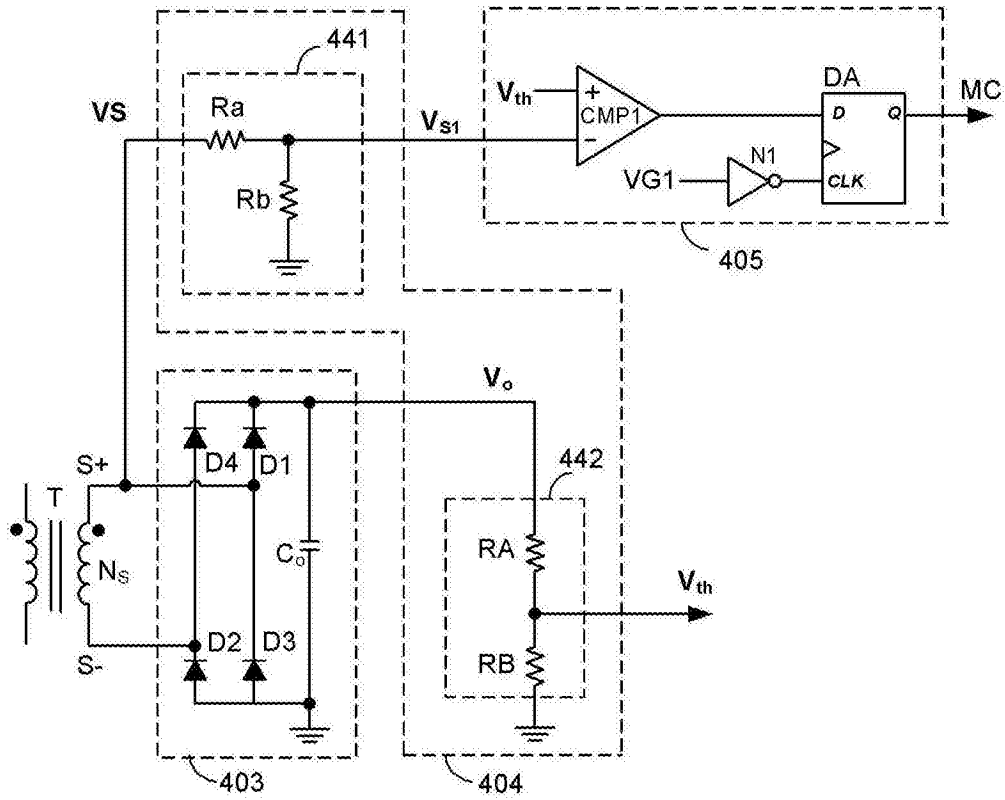 441
DA
VS
Ra
Vth
+
CMP1
−
D
Q
MC
VS1
Rb
VG1
N1
CLK
405
Vo
D4
D1
442
S+
T
NS
Co
RA
Vth
D2
D3
RB
S-
403
404